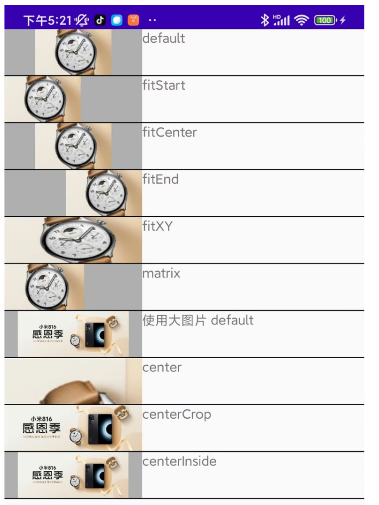 下午5:21
HD
100
default
fitStart
fitCenter
fitEnd
fitXY
matrix
小米816
感恩季
使用大图片 default
center
小米816
感恩季
centerCrop
小米816
感恩季
centerInside